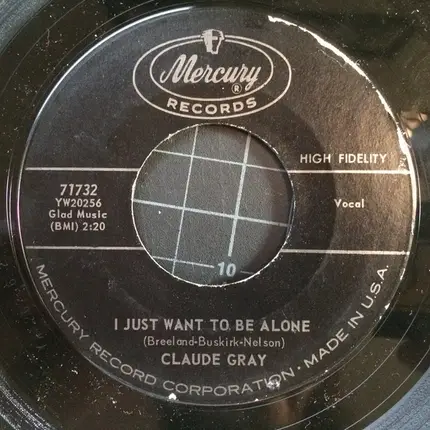 Mercury
®
RECORDS
HIGH FIDELITY
71732
YW20256
Glad Music
(BMI) 2:20
Vocal
10
I JUST WANT TO BE ALONE
(Breeland-Buskirk-Nelson)
CLAUDE GRAY
MERCURY RECORD CORPORATION • MADE IN U.S.A.